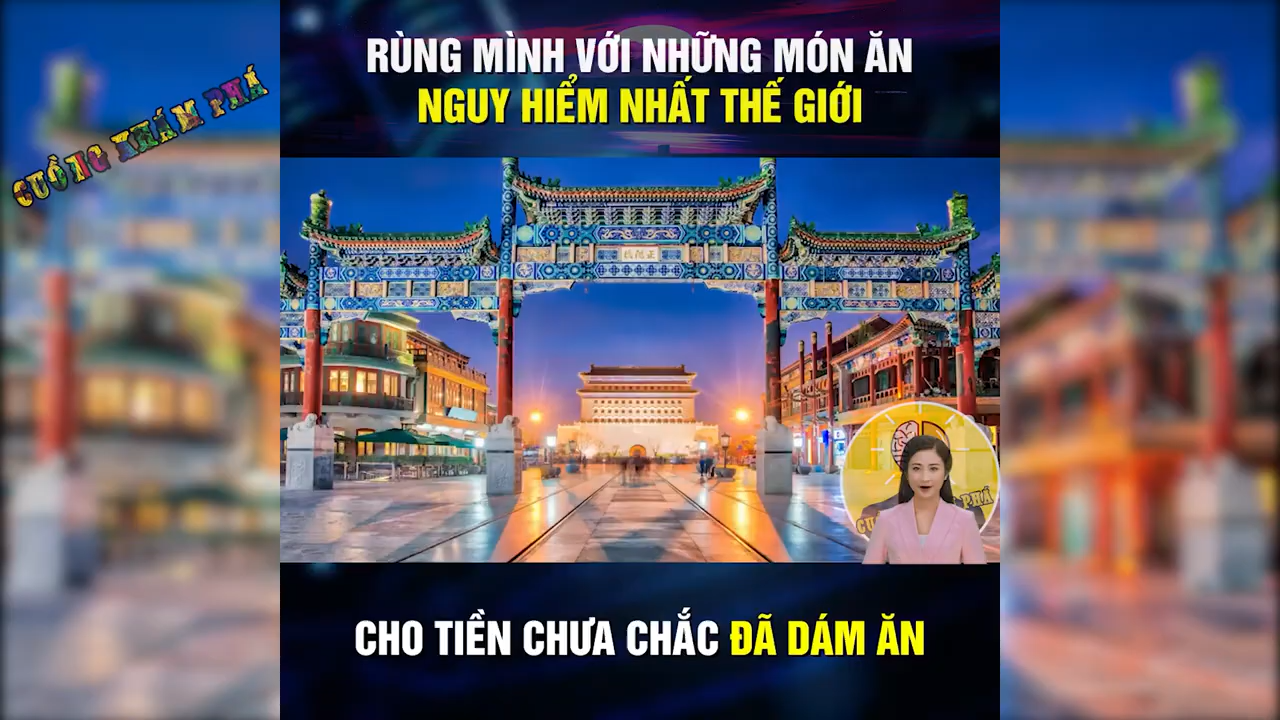 CUỒNG KHÁM PHÁ
RÙNG MÌNH VỚI NHỮNG MÓN ĂN
NGUY HIỂM NHẤT THẾ GIỚI
CHO TIỀN CHƯA CHẮC ĐÃ DÁM ĂN